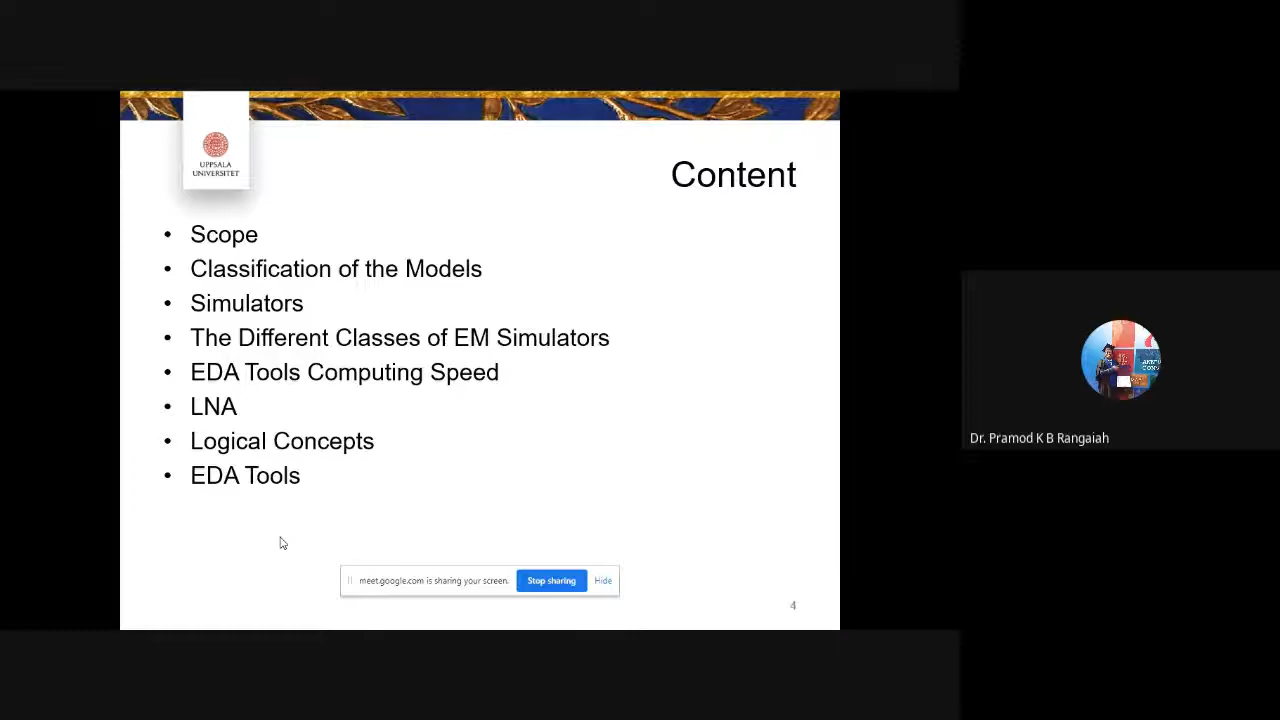 UPPSALA
UNIVERSITET
Content
• Scope
• Classification of the Models
• Simulators
• The Different Classes of EM Simulators
• EDA Tools Computing Speed
• LNA
• Logical Concepts
• EDA Tools
meet.google.com is sharing your screen. Stop sharing Hide
4
Dr. Pramod K B Rangaiah